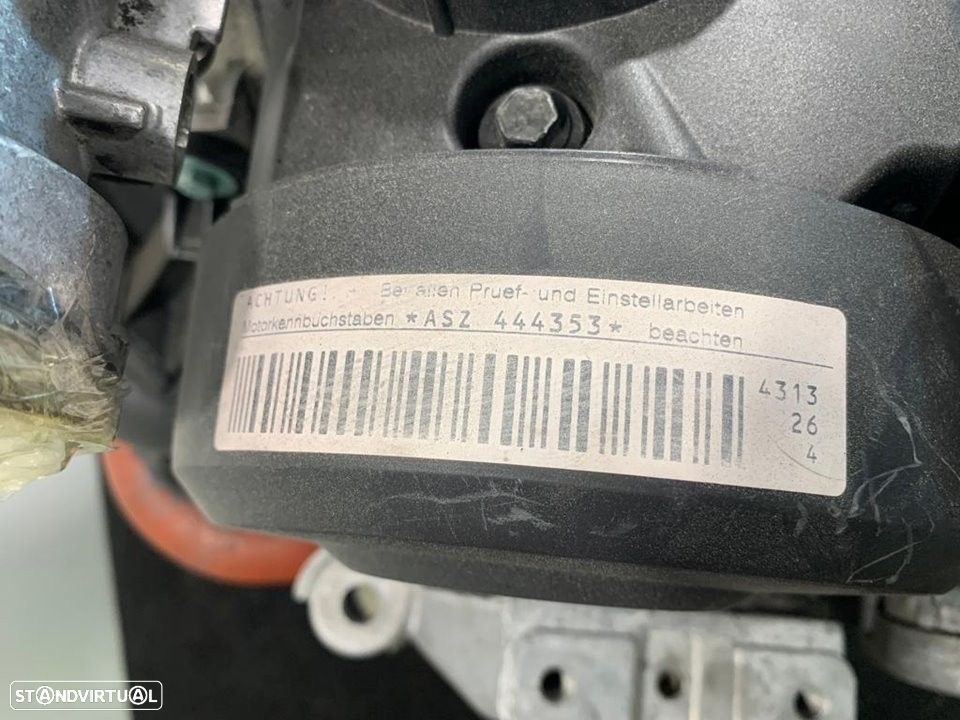 ACHTUNG! - Bei allen Pruef- und Einstellarbeiten
Motorkennbuchstaben *ASZ 444353* beachten
4313
26
4
STANDVIRTUAL